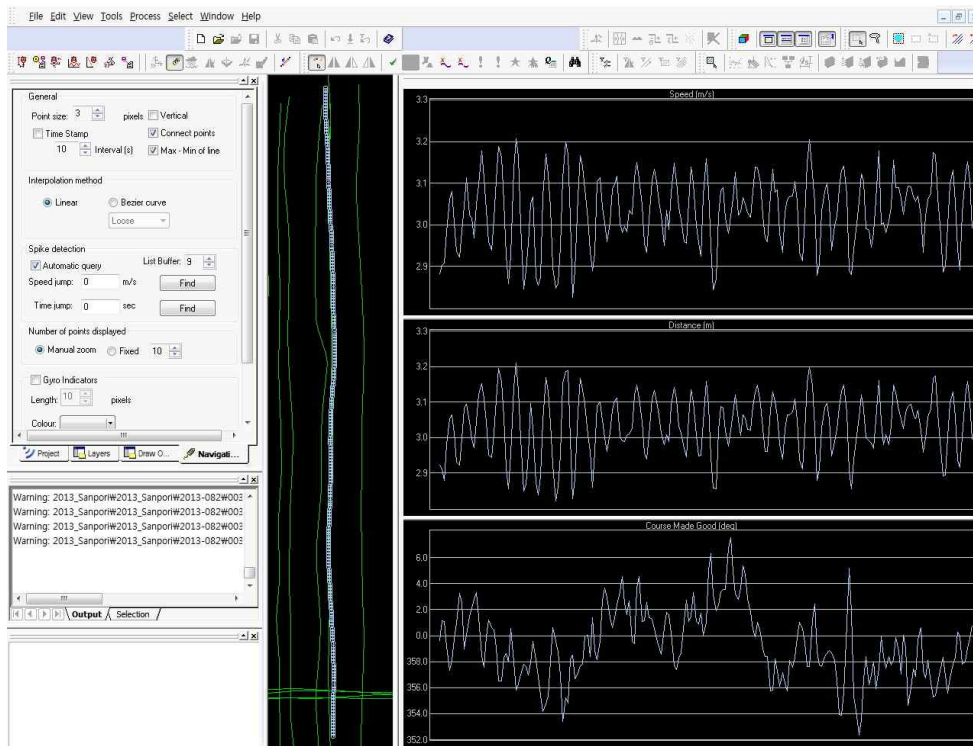 File Edit View Tools Process Select Window Help
General
Point size: 3 pixels Vertical
Time Stamp Connect points
10 Interval (s) Max - Min of line
Interpolation method
Linear Bezier curve
Loose
Spike detection
Automatic query List Buffer: 9
Speed jump: 0 m/s Find
Time jump: 0 sec Find
Number of points displayed
Manual zoom Fixed 10
Gyro Indicators
Length: 10 pixels
Colour:
Project Layers Draw O... Navigati...
Warning: 2013_Sanpori₩2013_Sanpori₩2013-082₩003
Warning: 2013_Sanpori₩2013_Sanpori₩2013-082₩003
Warning: 2013_Sanpori₩2013_Sanpori₩2013-082₩003
Warning: 2013_Sanpori₩2013_Sanpori₩2013-082₩003
Output Selection
Speed (m/s)
3.3
3.2
3.1
3.0
2.9
Distance (m)
3.3
3.2
3.1
3.0
2.9
Course Made Good (deg)
6.0
4.0
2.0
0.0
358.0
356.0
354.0
352.0